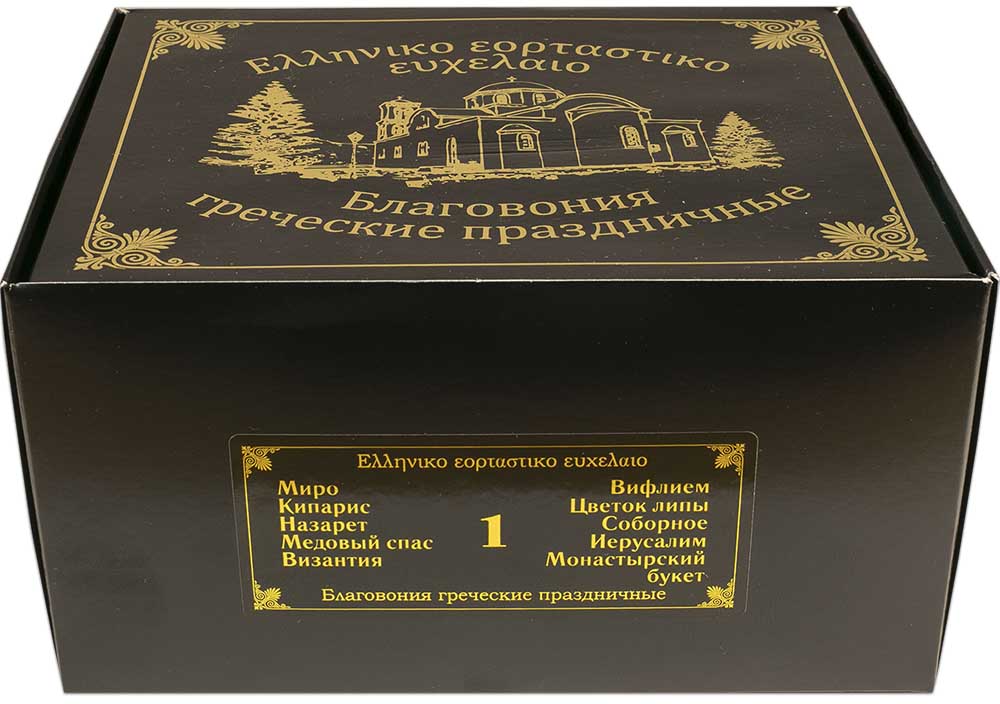 Ελληνικο εορταστικο
ευχελαιο
Благовония
греческие праздничные
Ελληνικο εορταστικο ευχελαιο
Миро
Кипарис
Назарет
Медовый спас
Византия
1
Вифлием
Цветок липы
Соборное
Иерусалим
Монастырский
букет
Благовония греческие праздничные